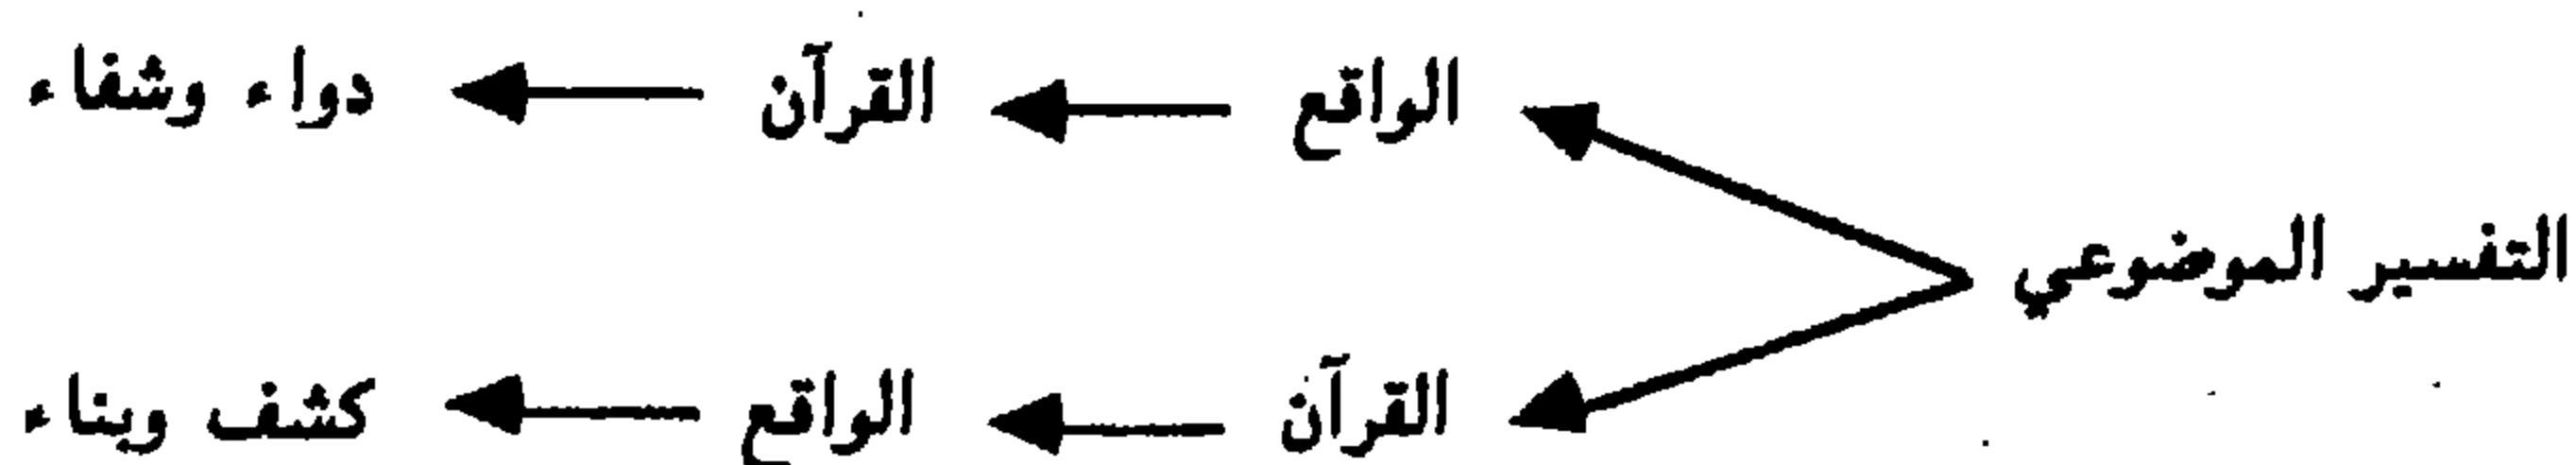 الواقع القرآن دواء وشفاء
التفسير الموضوعي
القرآن الواقع كشف وبناء